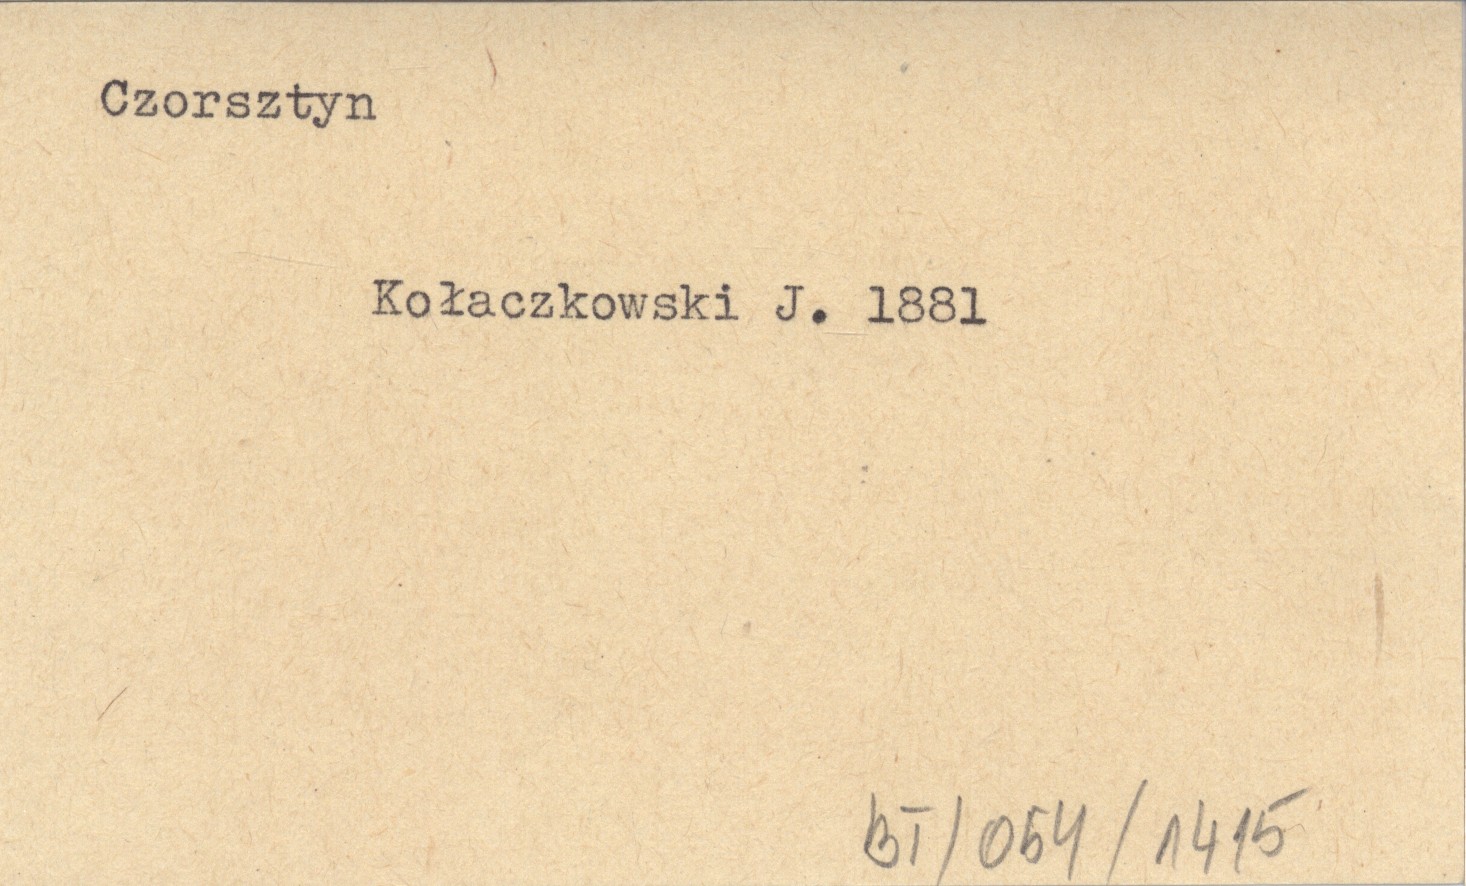 Czorsztyn
Kołaczkowski J. 1881
BT/054/1415